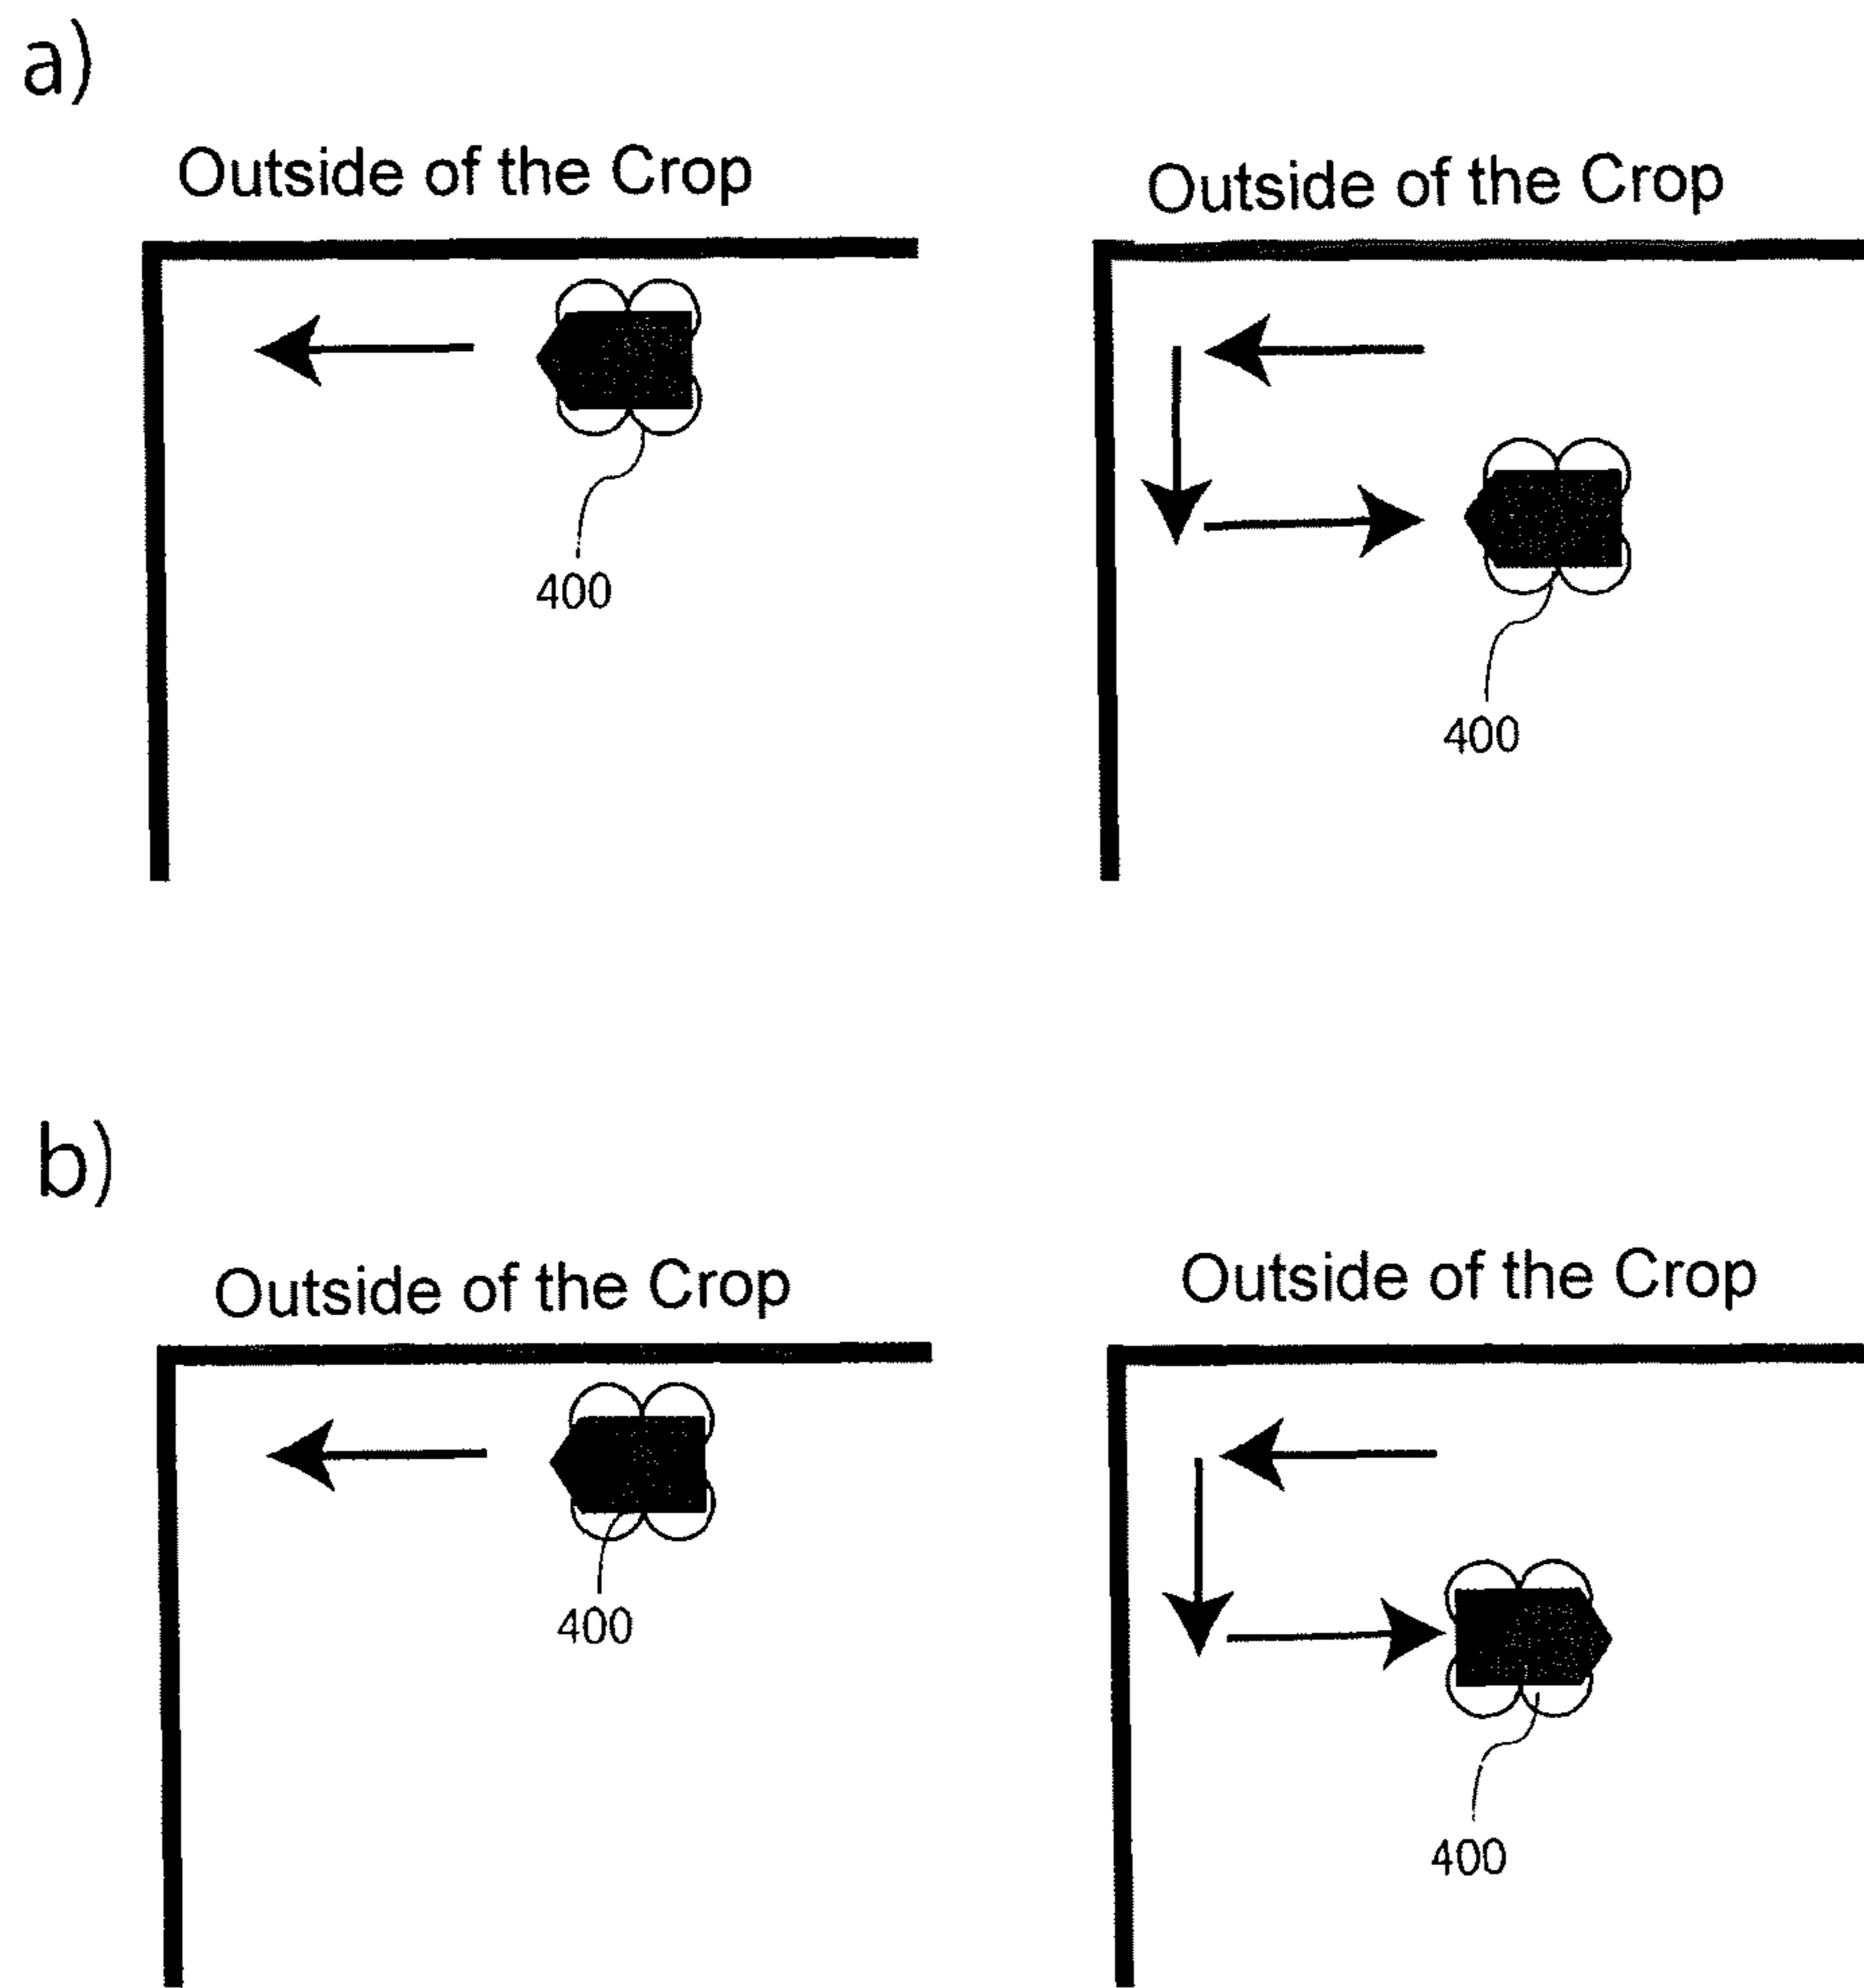 a)
Outside of the Crop
Outside of the Crop
400
400
b)
Outside of the Crop
Outside of the Crop
400
400